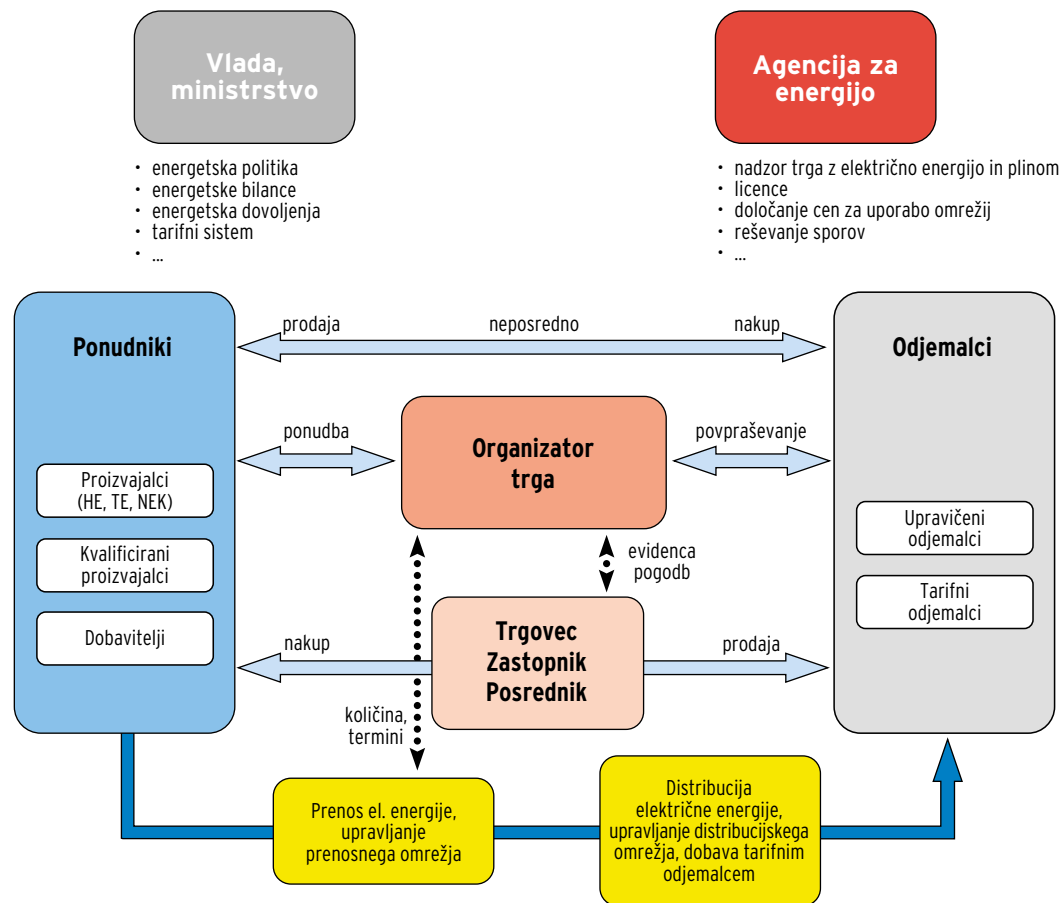 Vlada,
ministrstvo
Agencija za
energijo
· energetska politika
· energetske bilance
· energetska dovoljenja
· tarifni sistem
· ...
· nadzor trga z električno energijo in plinom
· licence
· določanje cen za uporabo omrežij
· reševanje sporov
· ...
Ponudniki
prodaja
neposredno
nakup
Odjemalci
ponudba
Organizator
trga
povpraševanje
Proizvajalci
(HE, TE, NEK)
Kvalificirani
proizvajalci
Dobavitelji
Upravičeni
odjemalci
Tarifni
odjemalci
evidenca
pogodb
nakup
Trgovec
Zastopnik
Posrednik
prodaja
količina,
termini
Prenos el. energije,
upravljanje
prenosnega omrežja
Distribucija
električne energije,
upravljanje distribucijskega
omrežja, dobava tarifnim
odjemalcem